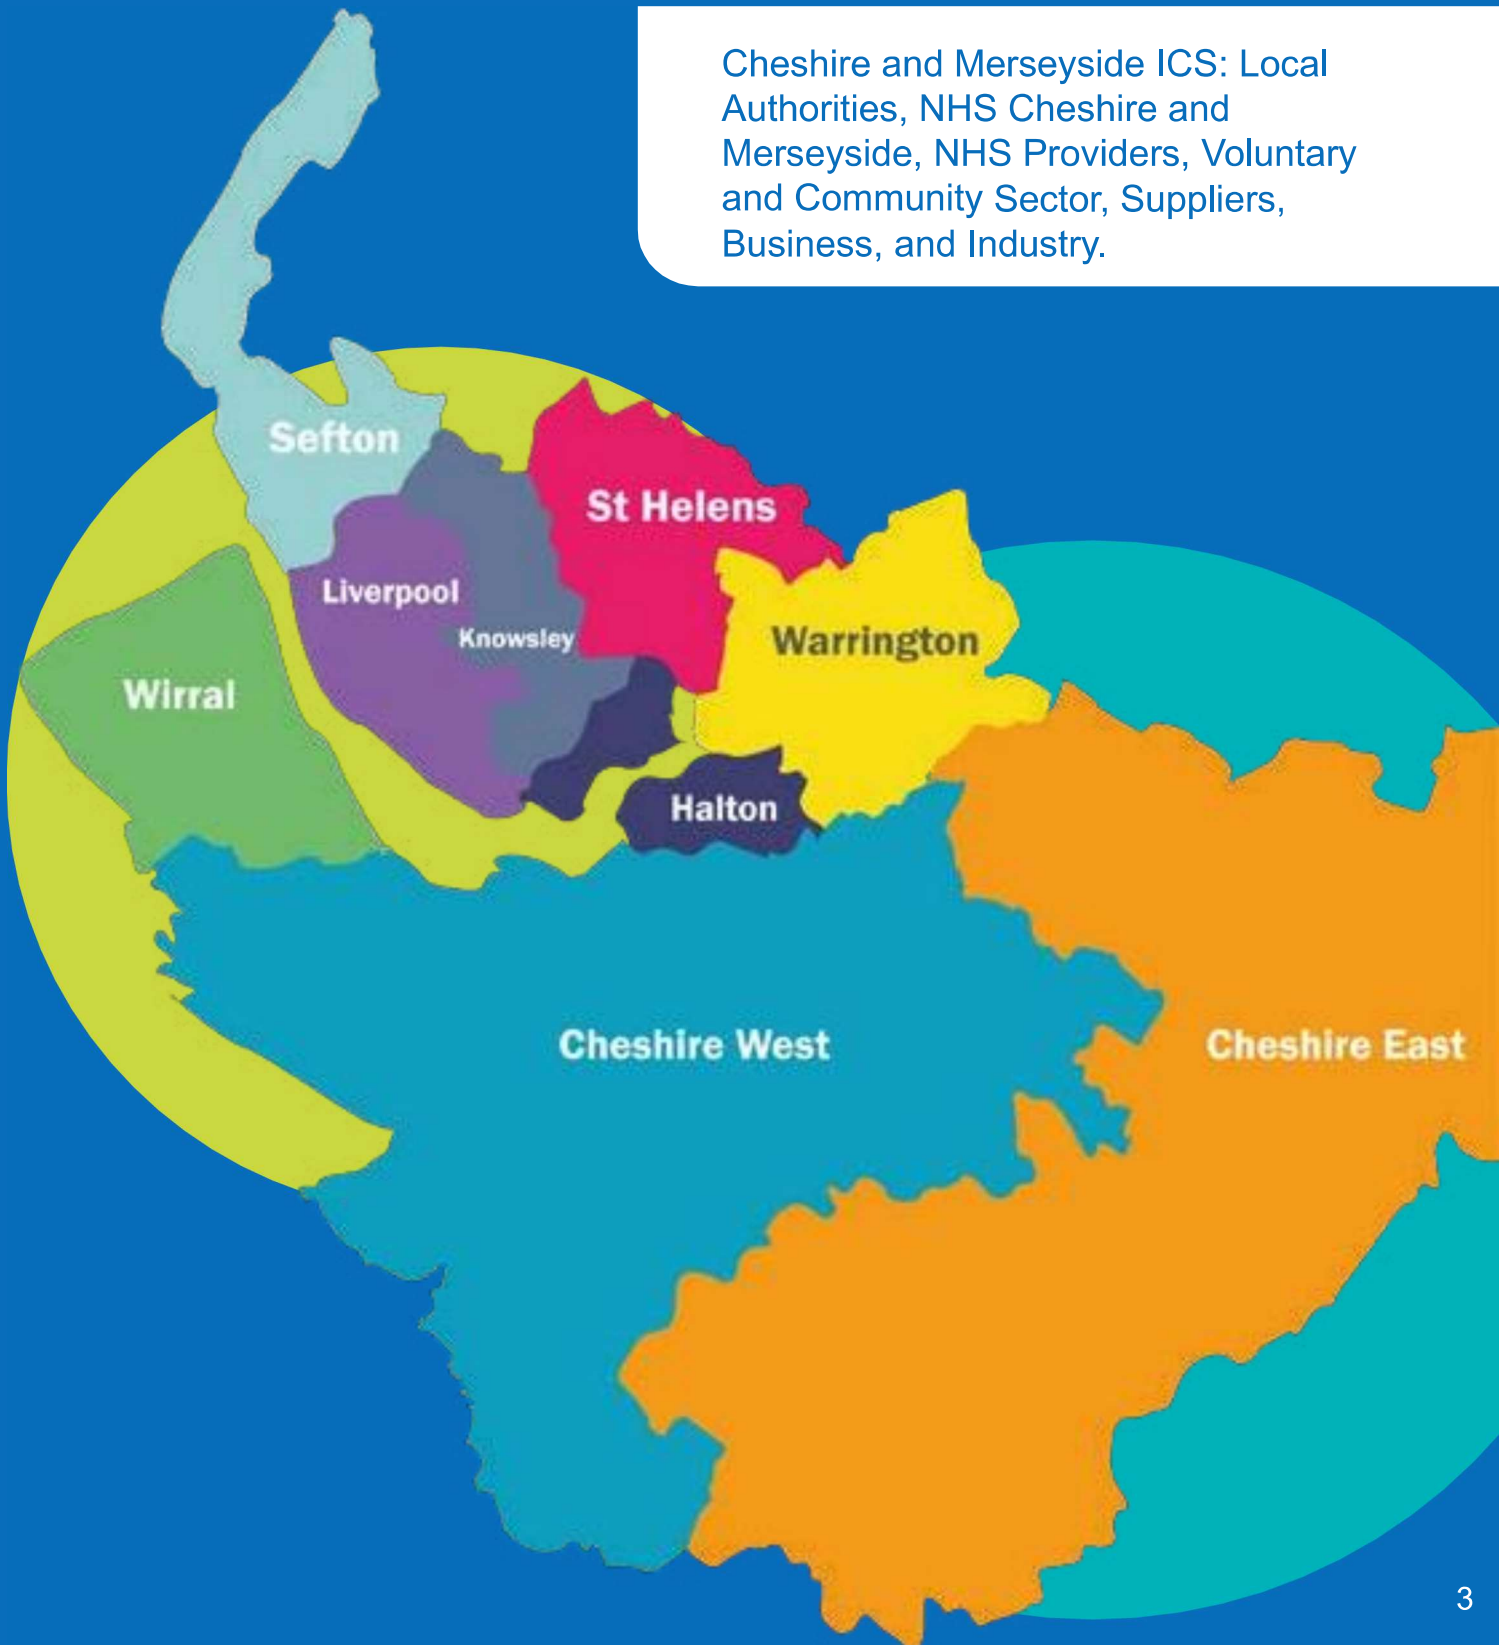 Cheshire and Merseyside ICS: Local
Authorities, NHS Cheshire and
Merseyside, NHS Providers, Voluntary
and Community Sector, Suppliers,
Business, and Industry.
Sefton
St Helens
Liverpool
Knowsley
Warrington
Wirral
Halton
Cheshire West
Cheshire East
3